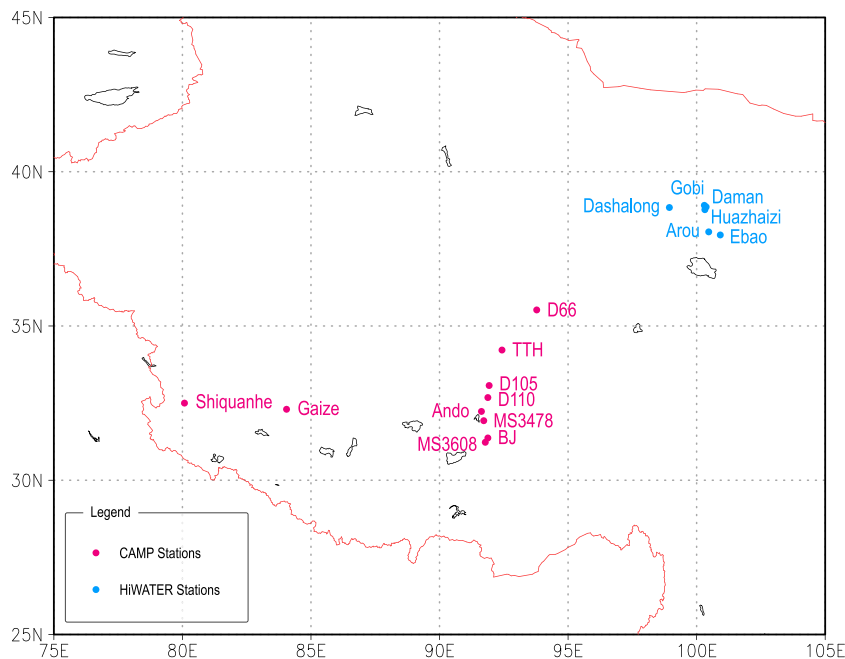 45N
40N
35N
30N
25N
75E
80E
85E
90E
95E
100E
105E
Gobi
Daman
Dashalong
Huazhaizi
Arou
Ebao
D66
TTH
D105
D110
Shiquanhe
Gaize
Ando
MS3478
BJ
MS3608
Legend
CAMP Stations
HiWATER Stations